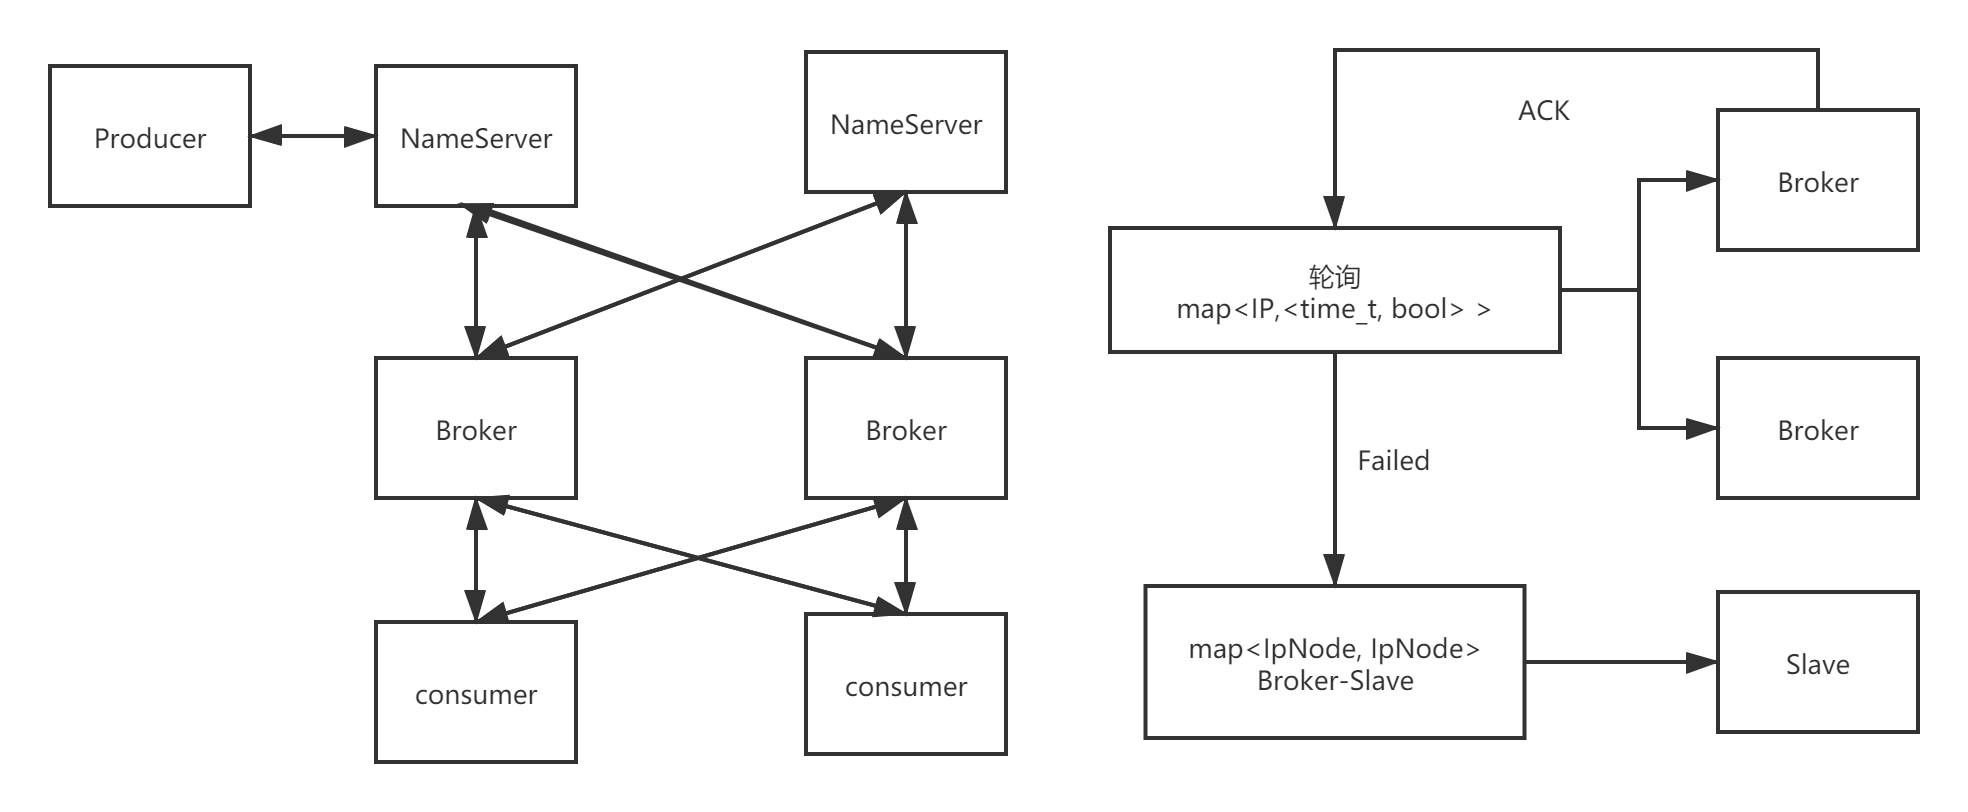 Producer
NameServer
NameServer
Broker
Broker
consumer
consumer
ACK
Broker
轮询
map<IP,<time_t, bool> >
Broker
Failed
map<IpNode, IpNode>
Broker-Slave
Slave